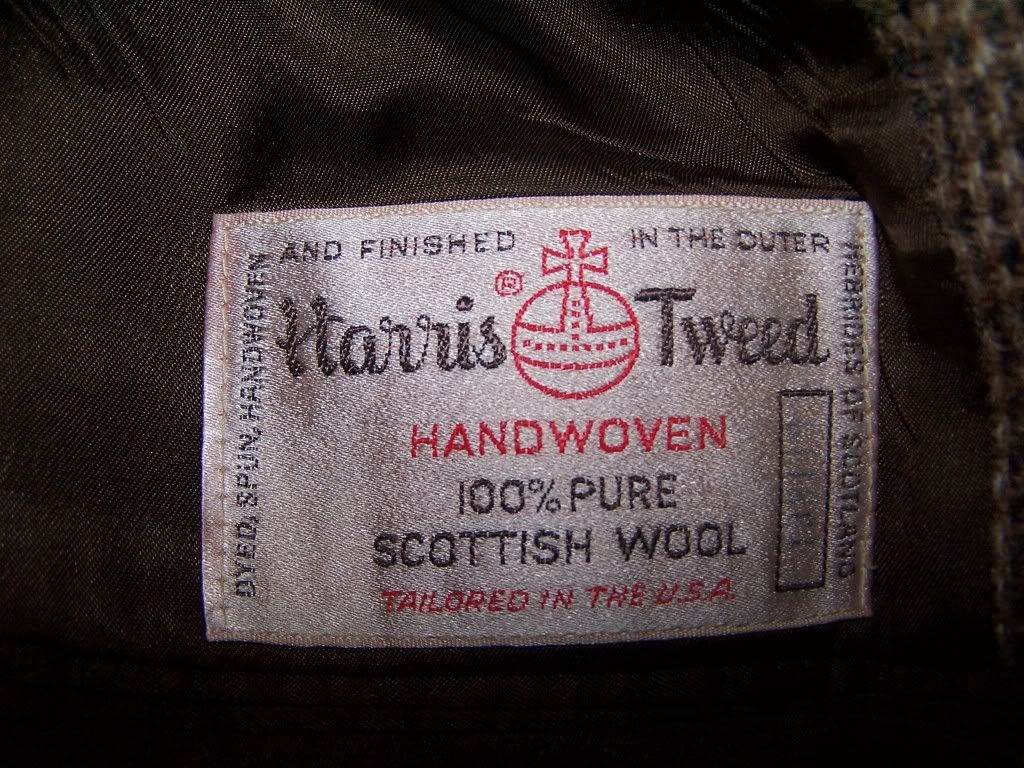 DYED, SPUN, HANDWOVEN
AND FINISHED
IN THE OUTER
HEBRIDES OF SCOTLAND
Harris ® Tweed
HANDWOVEN
100% PURE
SCOTTISH WOOL
TAILORED IN THE U.S.A.